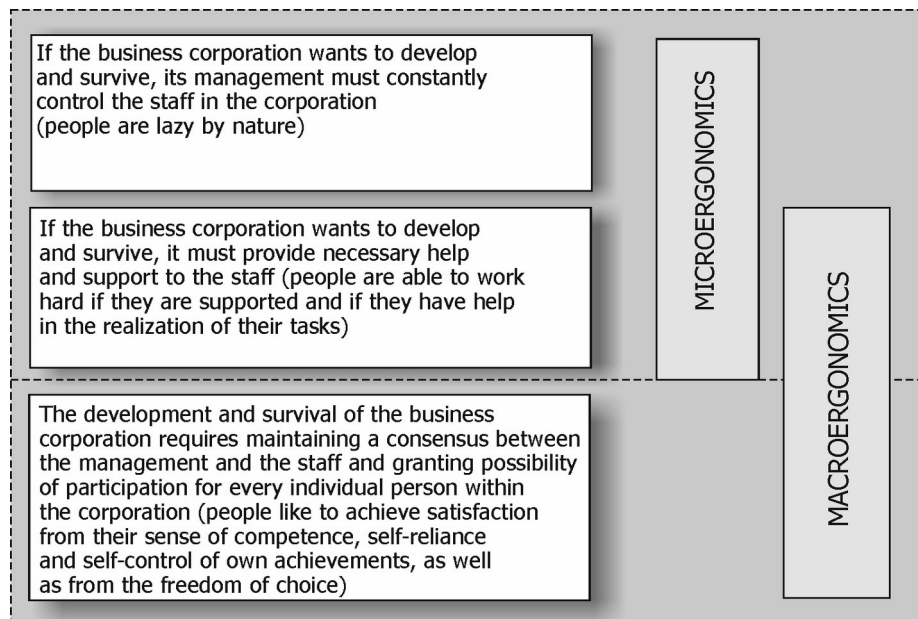 If the business corporation wants to develop
and survive, its management must constantly
control the staff in the corporation
(people are lazy by nature)
If the business corporation wants to develop
and survive, it must provide necessary help
and support to the staff (people are able to work
hard if they are supported and if they have help
in the realization of their tasks)
The development and survival of the business
corporation requires maintaining a consensus between
the management and the staff and granting possibility
of participation for every individual person within
the corporation (people like to achieve satisfaction
from their sense of competence, self-reliance
and self-control of own achievements, as well
as from the freedom of choice)
MICROERGONOMICS
MACROERGONOMICS